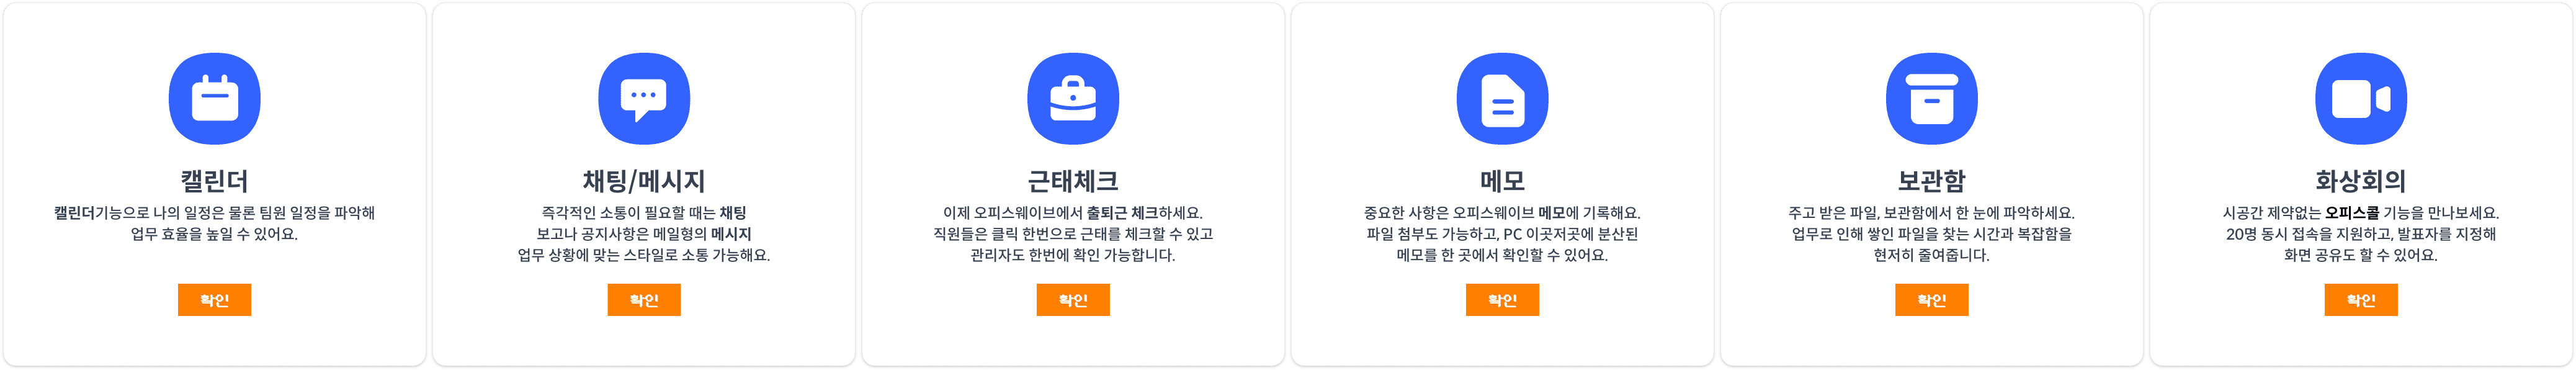 캘린더
캘린더기능으로 나의 일정은 물론 팀원 일정을 파악해
업무 효율을 높일 수 있어요.
확인
채팅/메시지
즉각적인 소통이 필요할 때는 채팅
보고나 공지사항은 메일형의 메시지
업무 상황에 맞는 스타일로 소통 가능해요.
확인
근태체크
이제 오피스웨이브에서 출퇴근 체크하세요.
직원들은 클릭 한번으로 근태를 체크할 수 있고
관리자도 한번에 확인 가능합니다.
확인
메모
중요한 사항은 오피스웨이브 메모에 기록해요.
파일 첨부도 가능하고, PC 이곳저곳에 분산된
메모를 한 곳에서 확인할 수 있어요.
확인
보관함
주고 받은 파일, 보관함에서 한 눈에 파악하세요.
업무로 인해 쌓인 파일을 찾는 시간과 복잡함을
현저히 줄여줍니다.
확인
화상회의
시공간 제약없는 오피스콜 기능을 만나보세요.
20명 동시 접속을 지원하고, 발표자를 지정해
화면 공유도 할 수 있어요.
확인